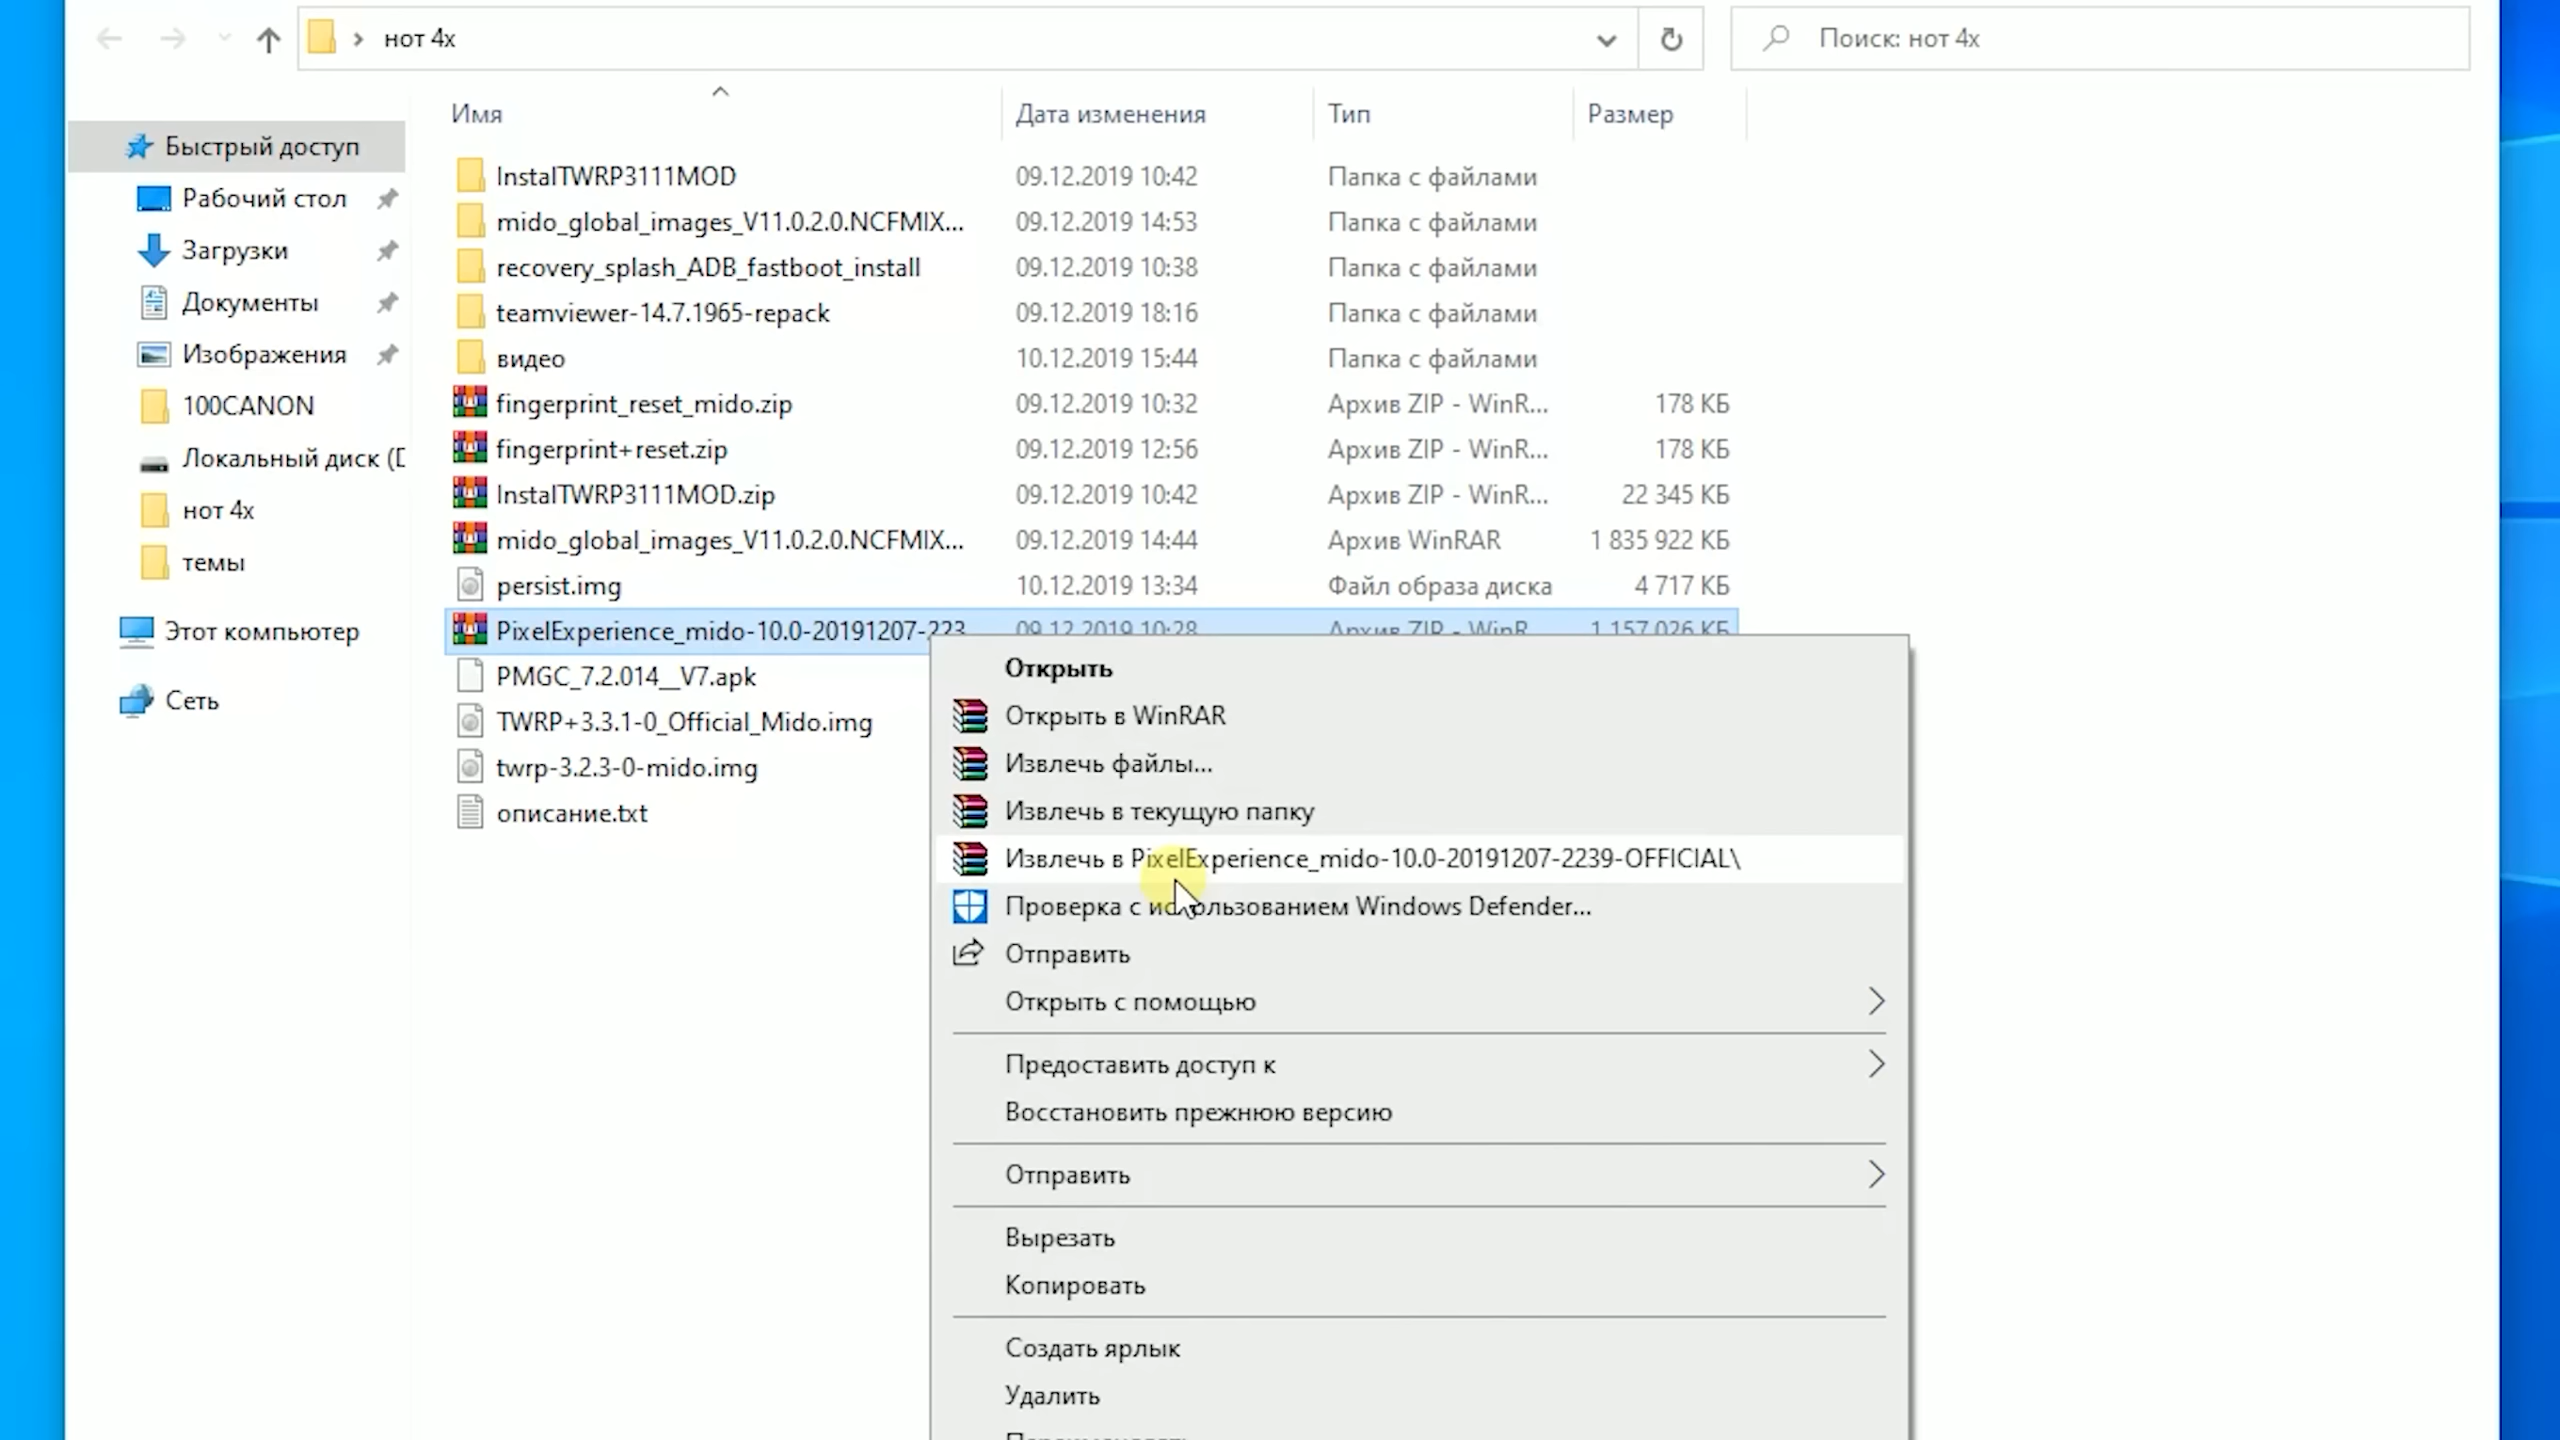 нот 4x
Поиск: нот 4x
Имя Дата изменения Тип Размер
Быстрый доступ
Рабочий стол
Загрузки
Документы
Изображения
100CANON
Локальный диск (D
нот 4x
темы
Этот компьютер
Сеть
InstalTWRP3111MOD 09.12.2019 10:42 Папка с файлами
mido_global_images_V11.0.2.0.NCFMIX... 09.12.2019 14:53 Папка с файлами
recovery_splash_ADB_fastboot_install 09.12.2019 10:38 Папка с файлами
teamviewer-14.7.1965-repack 09.12.2019 18:16 Папка с файлами
видео 10.12.2019 15:44 Папка с файлами
fingerprint_reset_mido.zip 09.12.2019 10:32 Архив ZIP - WinR... 178 КБ
fingerprint+reset.zip 09.12.2019 12:56 Архив ZIP - WinR... 178 КБ
InstalTWRP3111MOD.zip 09.12.2019 10:42 Архив ZIP - WinR... 22 345 КБ
mido_global_images_V11.0.2.0.NCFMIX... 09.12.2019 14:44 Архив WinRAR 1 835 922 КБ
persist.img 10.12.2019 13:34 Файл образа диска 4 717 КБ
PixelExperience_mido-10.0-20191207-223 09.12.2019 10:28 Архив ZIP - WinR 1 157 026 КБ
PMGC_7.2.014__V7.apk
TWRP+3.3.1-0_Official_Mido.img
twrp-3.2.3-0-mido.img
описание.txt
Открыть
Открыть в WinRAR
Извлечь файлы...
Извлечь в текущую папку
Извлечь в PixelExperience_mido-10.0-20191207-2239-OFFICIAL\
Проверка с использованием Windows Defender...
Отправить
Открыть с помощью
Предоставить доступ к
Восстановить прежнюю версию
Отправить
Вырезать
Копировать
Создать ярлык
Удалить